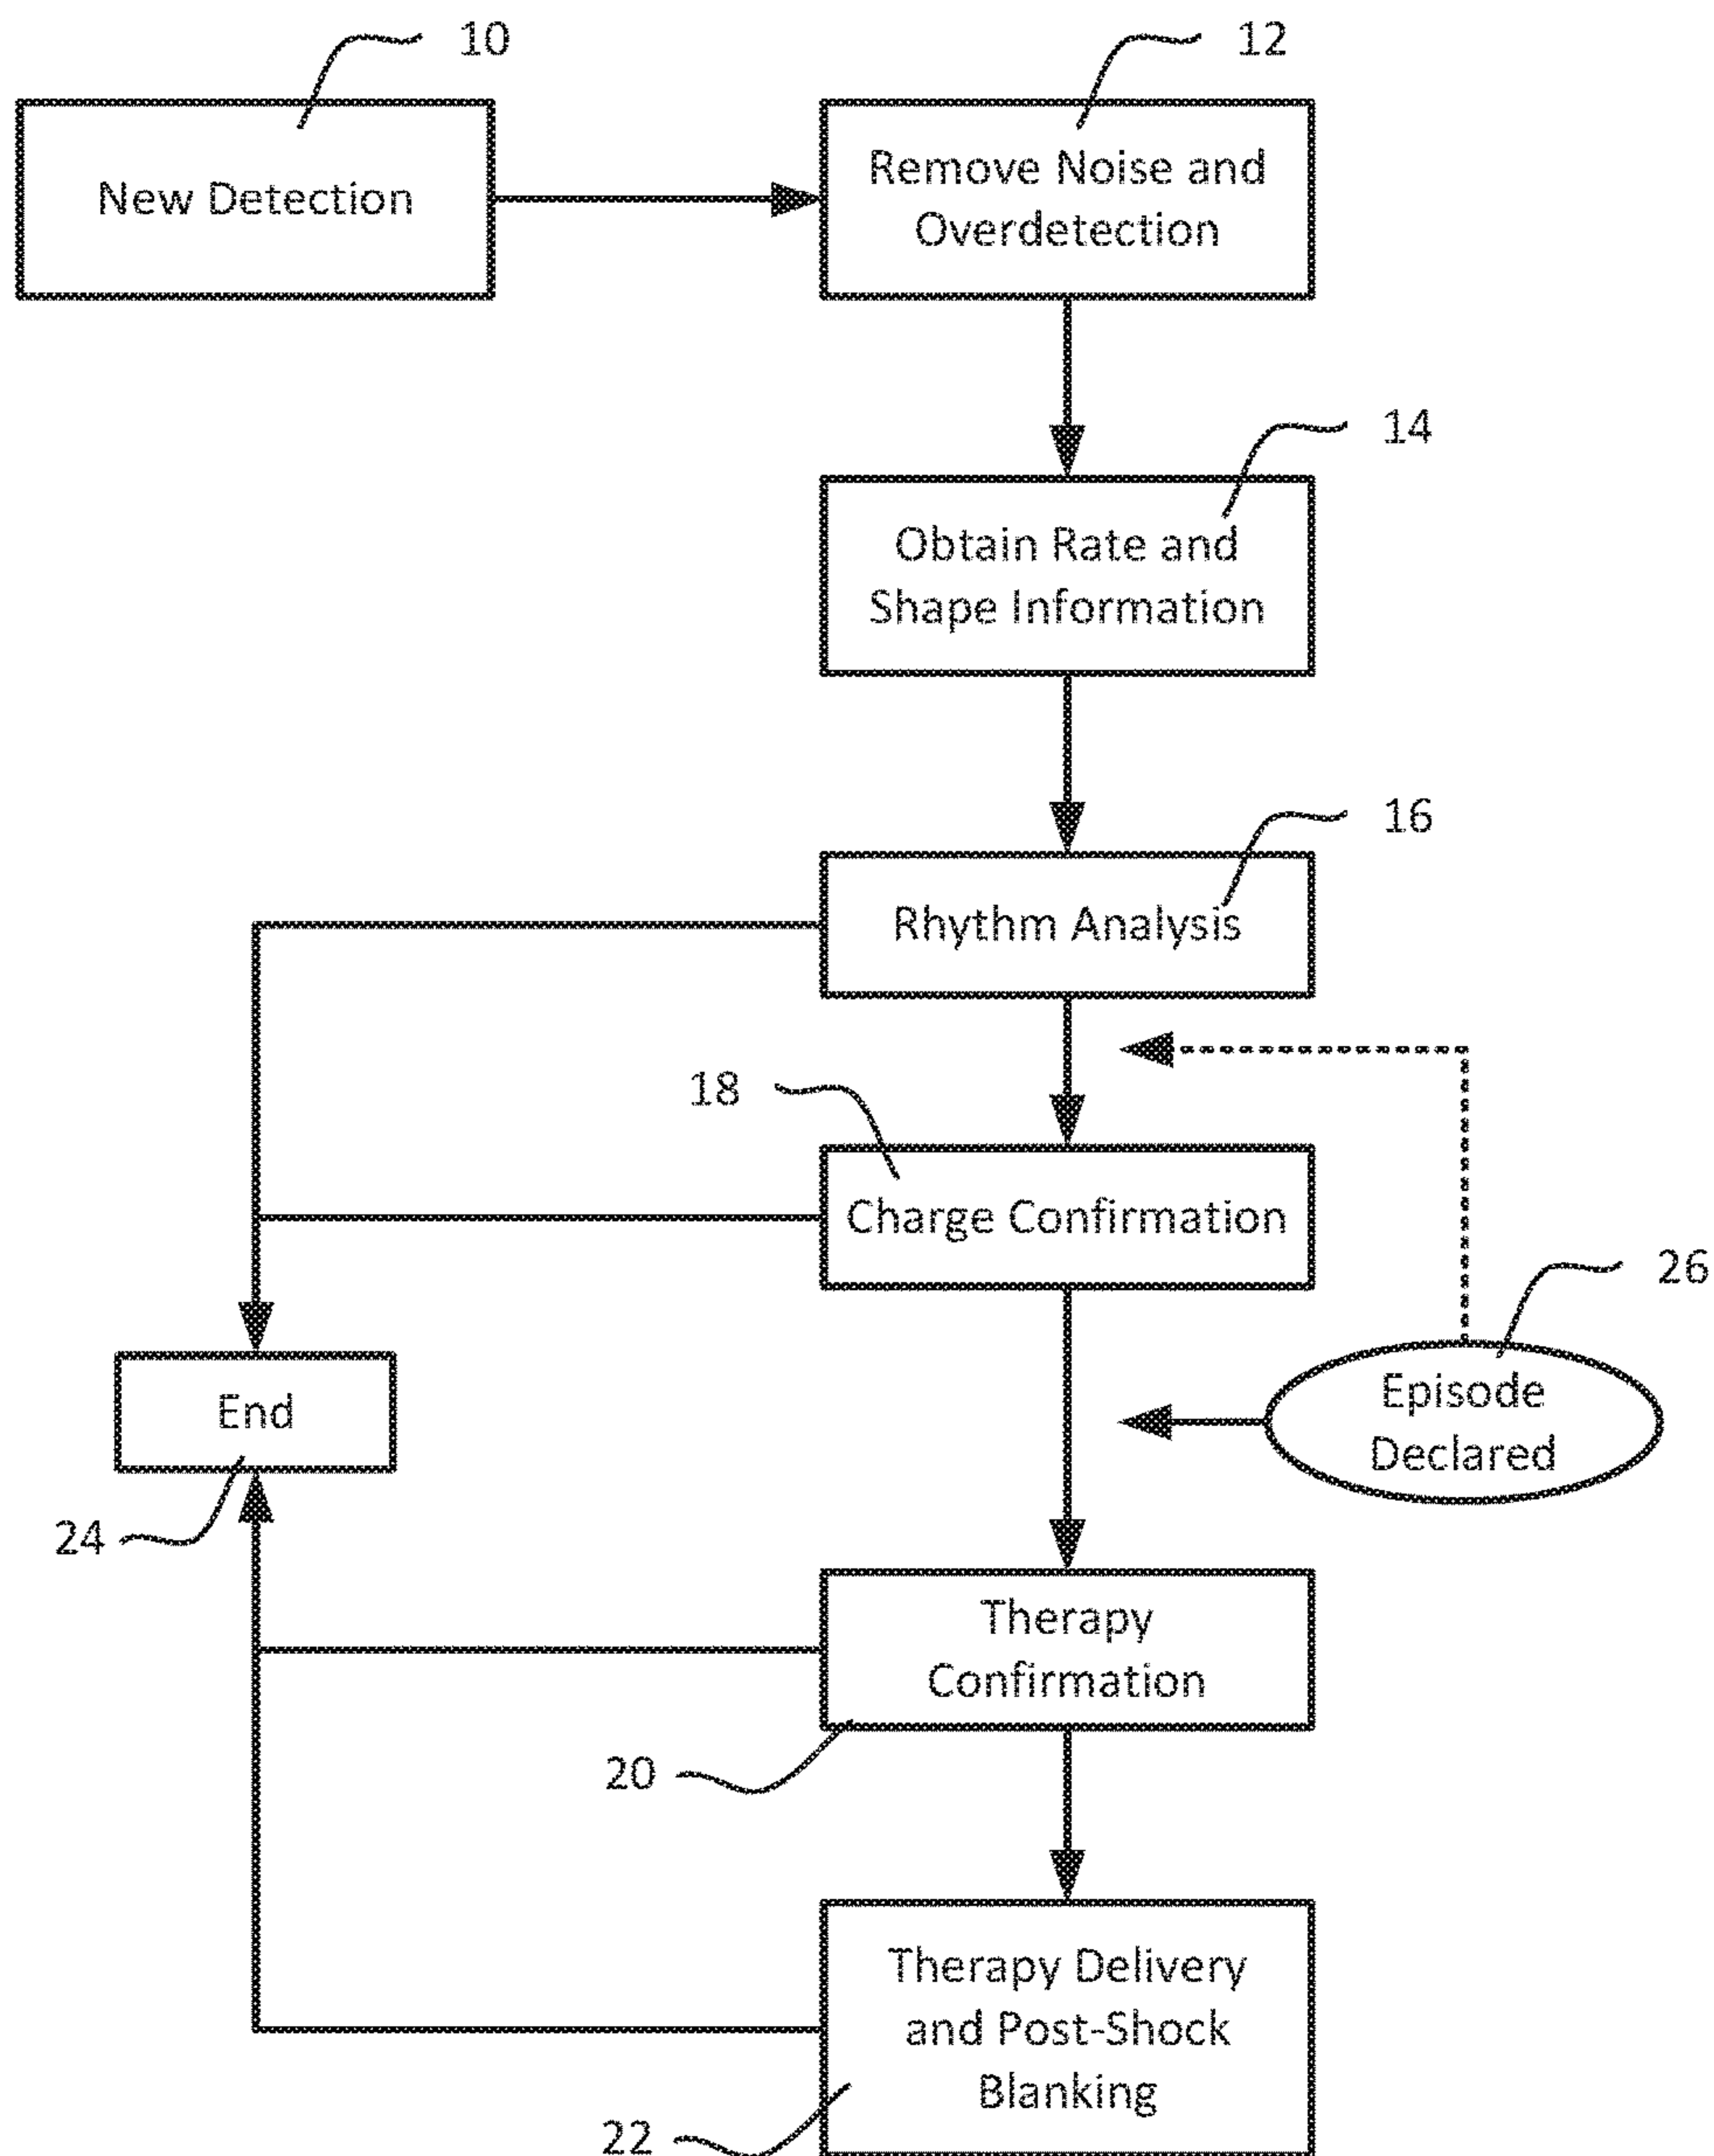 10
12
New Detection
Remove Noise and
Overdetection
14
Obtain Rate and
Shape Information
16
Rhythm Analysis
18
Charge Confirmation
26
Episode
Declared
End
24
Therapy
Confirmation
20
Therapy Delivery
and Post-Shock
Blanking
22